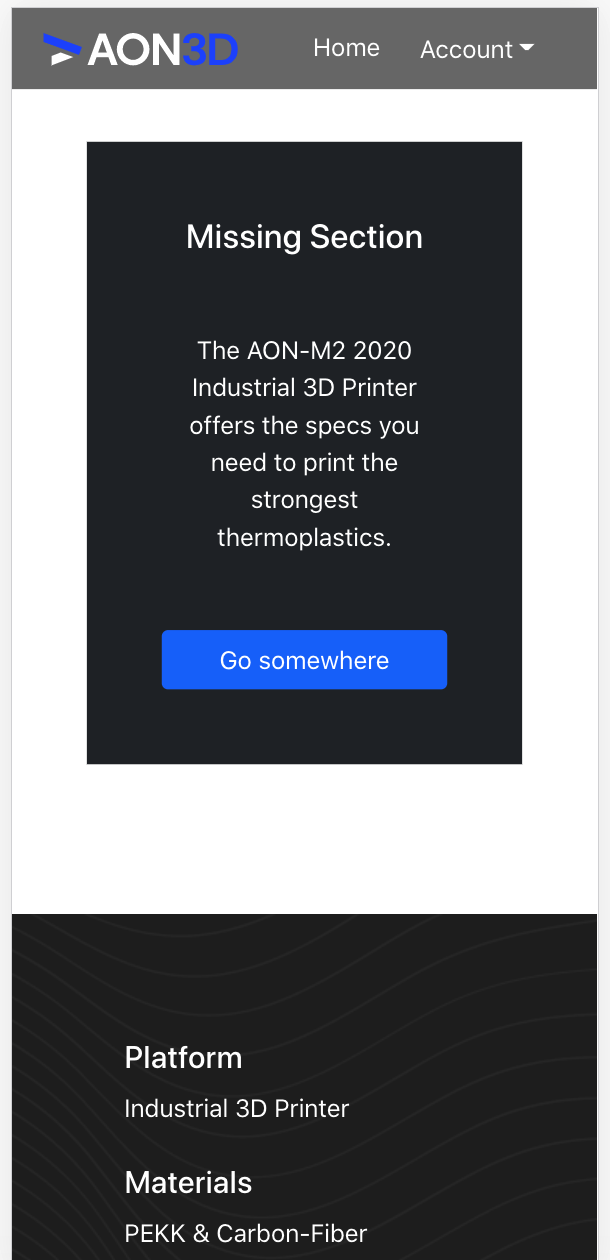 AON3D
Home
Account
Missing Section
The AON-M2 2020
Industrial 3D Printer
offers the specs you
need to print the
strongest
thermoplastics.
Go somewhere
Platform
Industrial 3D Printer
Materials
PEKK & Carbon-Fiber